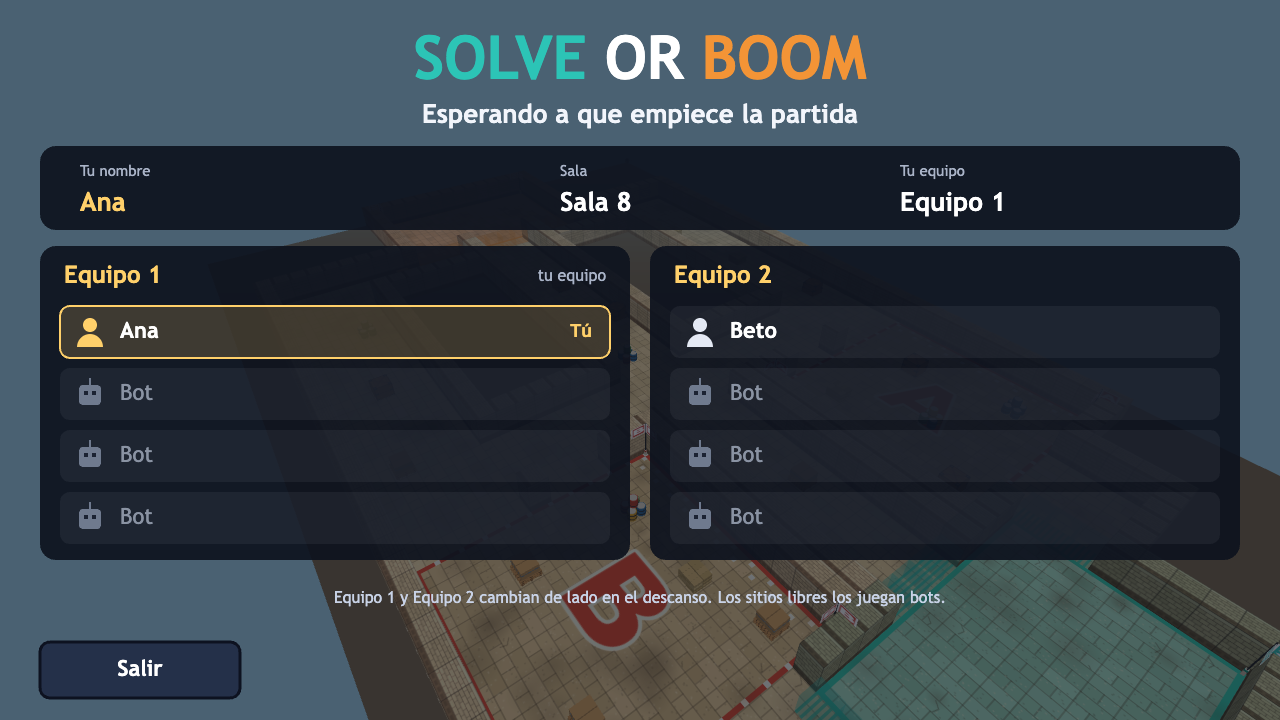 SOLVE OR BOOM
Esperando a que empiece la partida
Tu nombre
Ana
Sala
Sala 8
Tu equipo
Equipo 1
Equipo 1
tu equipo
Ana
Tú
Bot
Bot
Bot
Equipo 2
Beto
Bot
Bot
Bot
A
B
Equipo 1 y Equipo 2 cambian de lado en el descanso. Los sitios libres los juegan bots.
Salir